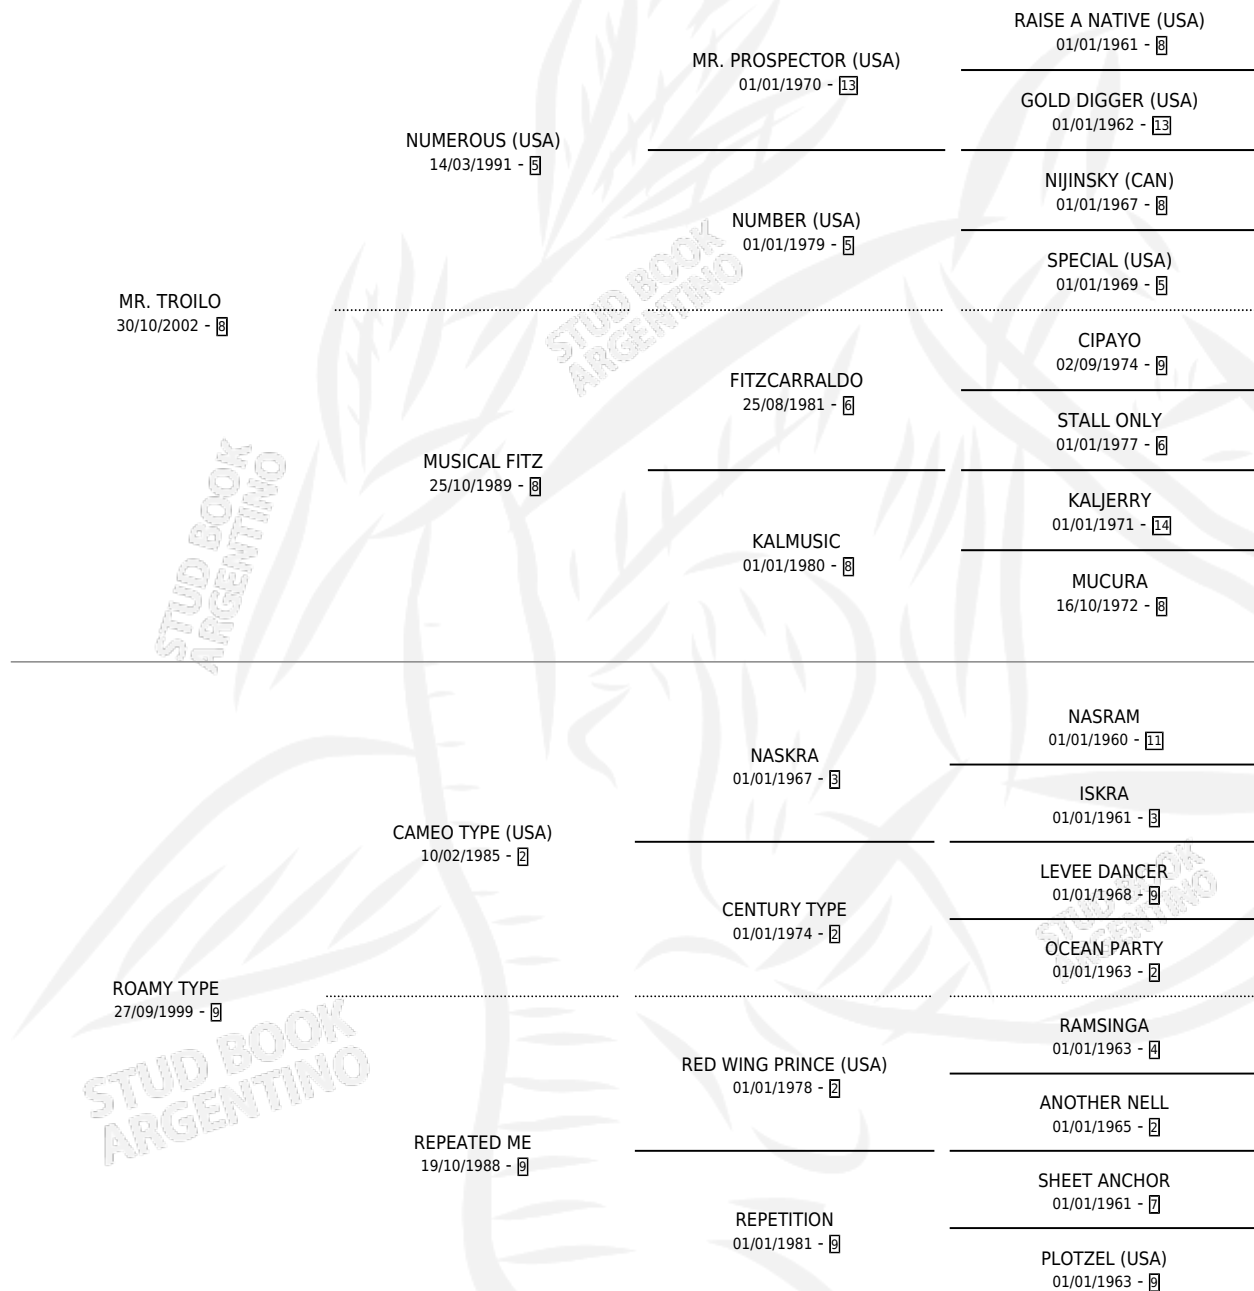 RAISE A NATIVE (USA)
01/01/1961 - 8
MR. PROSPECTOR (USA)
01/01/1970 - 13
GOLD DIGGER (USA)
01/01/1962 - 13
NUMEROUS (USA)
14/03/1991 - 5
NIJINSKY (CAN)
01/01/1967 - 8
NUMBER (USA)
01/01/1979 - 5
SPECIAL (USA)
01/01/1969 - 5
MR. TROILO
30/10/2002 - 8
STUD BOOK
ARGENTINO
CIPAYO
02/09/1974 - 9
FITZCARRALDO
25/08/1981 - 6
STALL ONLY
01/01/1977 - 6
MUSICAL FITZ
25/10/1989 - 8
KALJERRY
01/01/1971 - 14
KALMUSIC
01/01/1980 - 8
MUCURA
16/10/1972 - 8
STUD BOOK
ARGENTINO
NASRAM
01/01/1960 - 11
NASKRA
01/01/1967 - 3
ISKRA
01/01/1961 - 3
CAMEO TYPE (USA)
10/02/1985 - 2
LEVEE DANCER
01/01/1968 - 9
CENTURY TYPE
01/01/1974 - 2
STUD BOOK
ARGENTINO
OCEAN PARTY
01/01/1963 - 2
ROAMY TYPE
27/09/1999 - 9
STUD BOOK
ARGENTINO
RAMSINGA
01/01/1963 - 4
RED WING PRINCE (USA)
01/01/1978 - 2
ANOTHER NELL
01/01/1965 - 2
REPEATED ME
19/10/1988 - 9
SHEET ANCHOR
01/01/1961 - 7
REPETITION
01/01/1981 - 9
PLOTZEL (USA)
01/01/1963 - 9